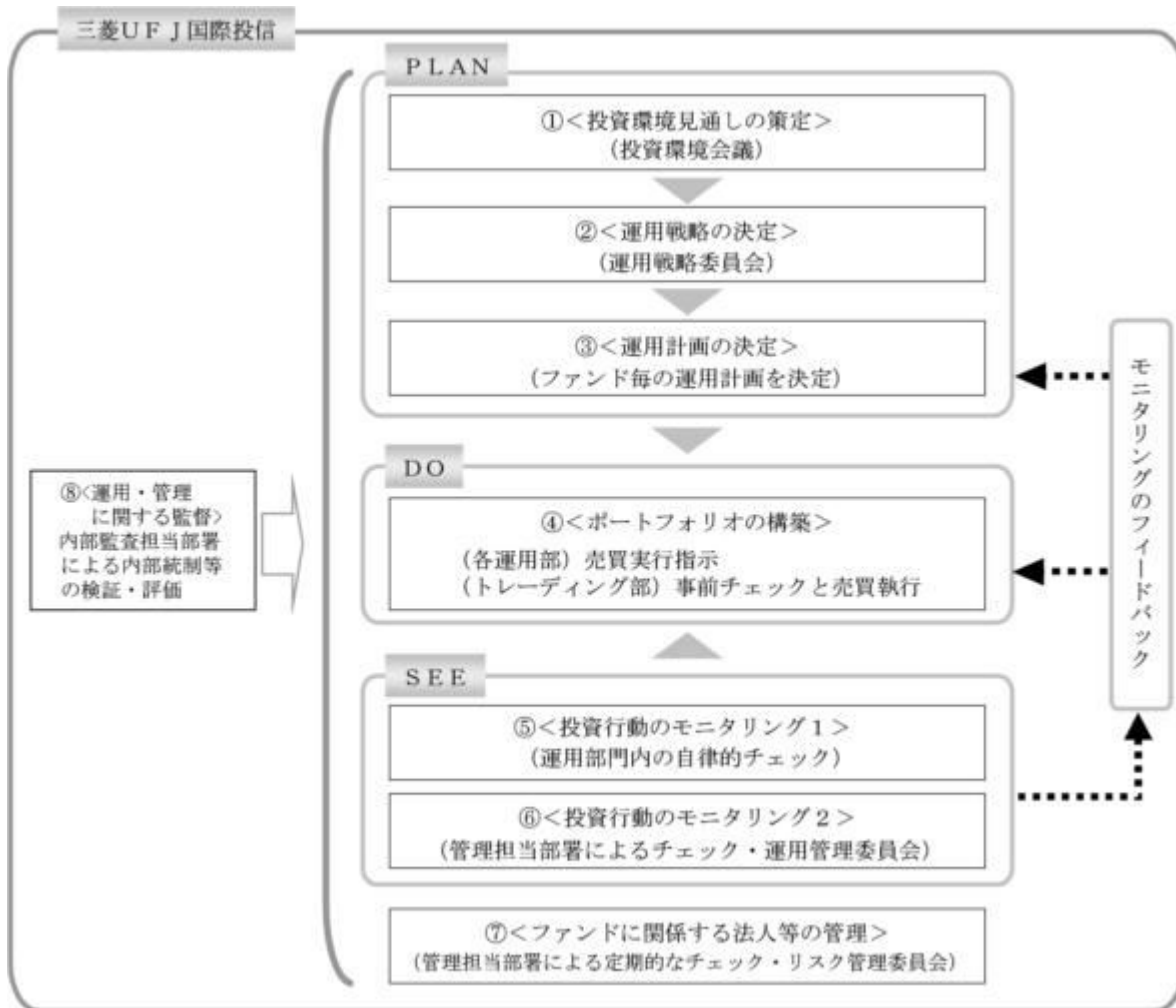 三菱UFJ国際投信
PLAN
①＜投資環境見通しの策定＞
（投資環境会議）
②＜運用戦略の決定＞
（運用戦略委員会）
③＜運用計画の決定＞
（ファンド毎の運用計画を決定）
DO
④＜ポートフォリオの構築＞
（各運用部）売買実行指示
（トレーディング部）事前チェックと売買執行
SEE
⑤＜投資行動のモニタリング１＞
（運用部門内の自律的チェック）
⑥＜投資行動のモニタリング２＞
（管理担当部署によるチェック・運用管理委員会）
⑦＜ファンドに関係する法人等の管理＞
（管理担当部署による定期的なチェック・リスク管理委員会）
⑧<運用・管理
に関する監督>
内部監査担当部署
による内部統制等
の検証・評価
モニタリングのフィードバック